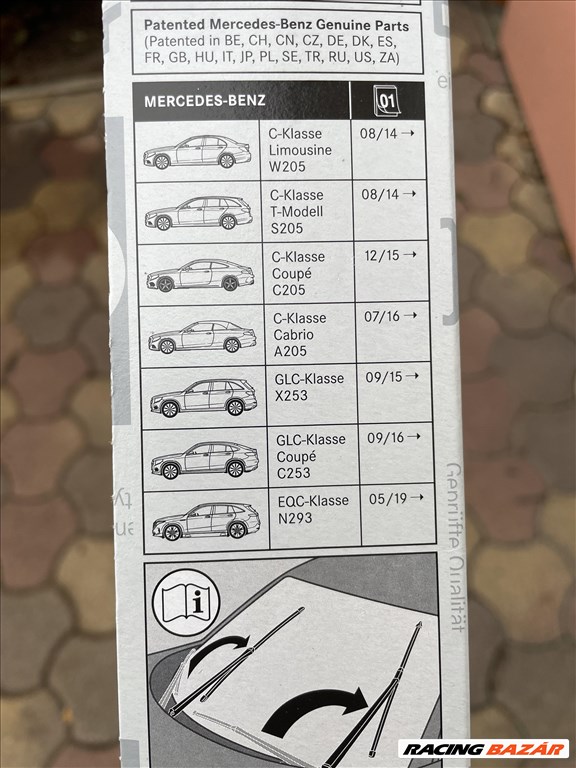 Patented Mercedes-Benz Genuine Parts
(Patented in BE, CH, CN, CZ, DE, DK, ES,
FR, GB, HU, IT, JP, PL, SE, TR, RU, US, ZA)
MERCEDES-BENZ 01
C-Klasse
Limousine
W205
08/14 →
C-Klasse
T-Modell
S205
08/14 →
C-Klasse
Coupé
C205
12/15 →
C-Klasse
Cabrio
A205
07/16 →
GLC-Klasse
X253
09/15 →
GLC-Klasse
Coupé
C253
09/16 →
EQC-Klasse
N293
05/19 →
i
Geprüfte Qualität
RACING BAZÁR